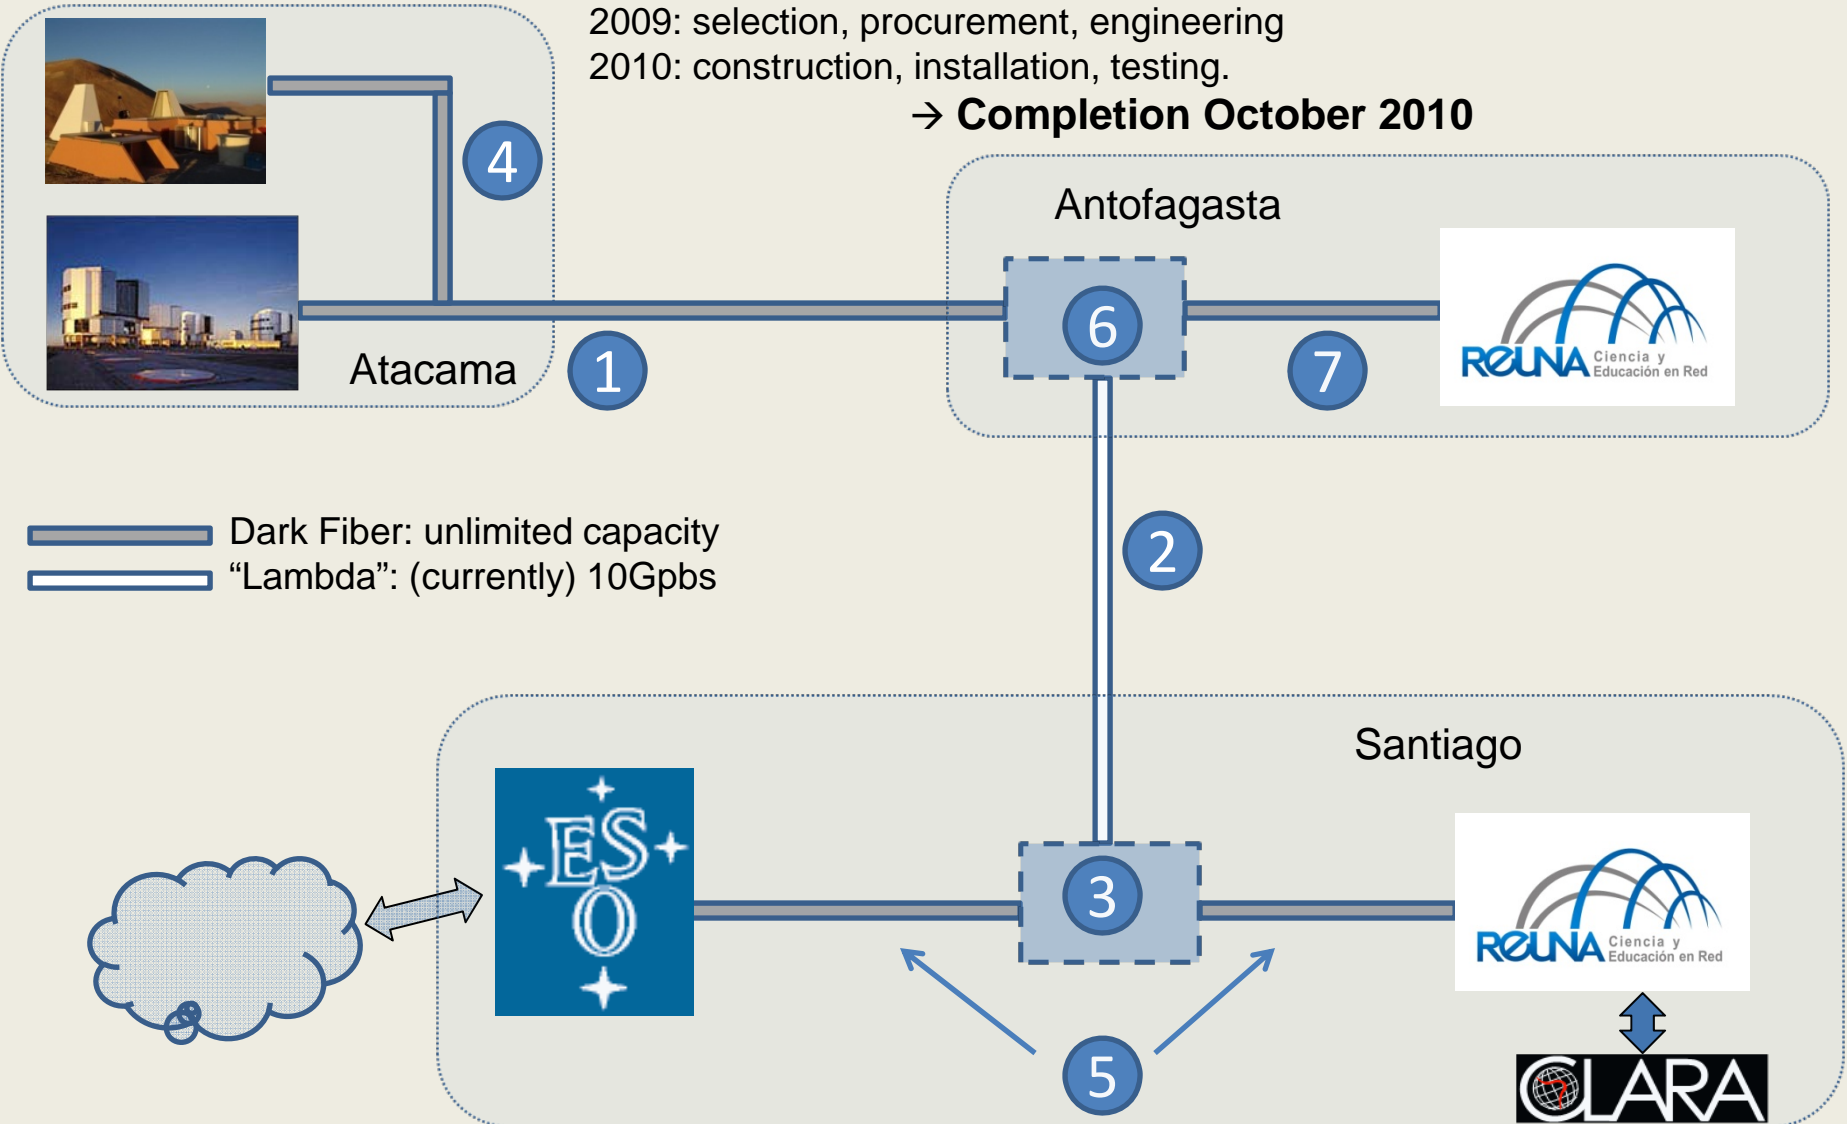 2009: selection, procurement, engineering
2010: construction, installation, testing.
→ Completion October 2010
4
Antofagasta
Atacama
1
6
7
REUNA Ciencia y
Educación en Red
Dark Fiber: unlimited capacity
“Lambda”: (currently) 10Gpbs
2
Santiago
ES
O
3
REUNA Ciencia y
Educación en Red
5
CLARA